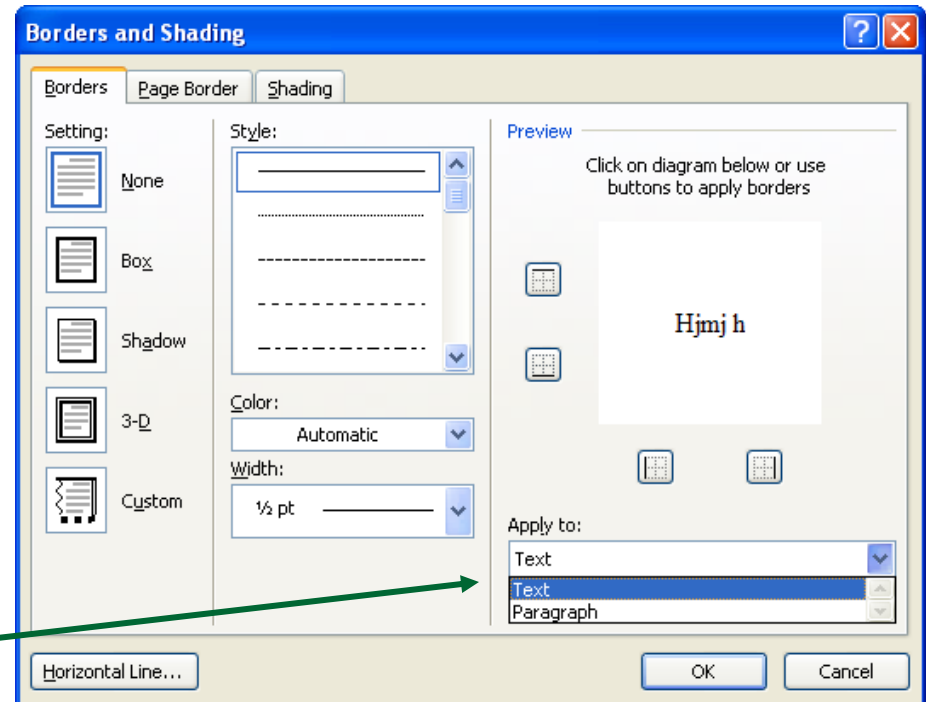 Borders and Shading
Borders
Page Border
Shading
Setting:
None
Box
Shadow
3-D
Custom
Style:
Color:
Automatic
Width:
½ pt
Preview
Click on diagram below or use
buttons to apply borders
Hjmj h
Apply to:
Text
Text
Paragraph
Horizontal Line...
OK
Cancel